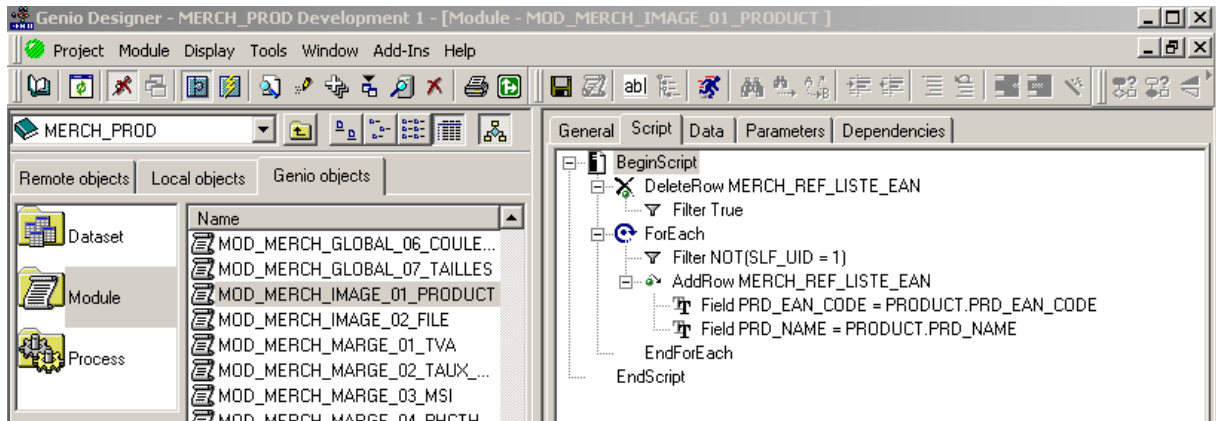 Genio Designer - MERCH_PROD Development 1 - [Module - MOD_MERCH_IMAGE_01_PRODUCT ]
Project Module Display Tools Window Add-Ins Help
abl
MERCH_PROD
Remote objects Local objects Genio objects
Dataset
Module
Process
Name
MOD_MERCH_GLOBAL_06_COULE...
MOD_MERCH_GLOBAL_07_TAILLES
MOD_MERCH_IMAGE_01_PRODUCT
MOD_MERCH_IMAGE_02_FILE
MOD_MERCH_MARGE_01_TVA
MOD_MERCH_MARGE_02_TAUX_...
MOD_MERCH_MARGE_03_MSI
General Script Data Parameters Dependencies
BeginScript
DeleteRow MERCH_REF_LISTE_EAN
Filter True
ForEach
Filter NOT(SLF_UID = 1)
AddRow MERCH_REF_LISTE_EAN
Field PRD_EAN_CODE = PRODUCT.PRD_EAN_CODE
Field PRD_NAME = PRODUCT.PRD_NAME
EndForEach
EndScript